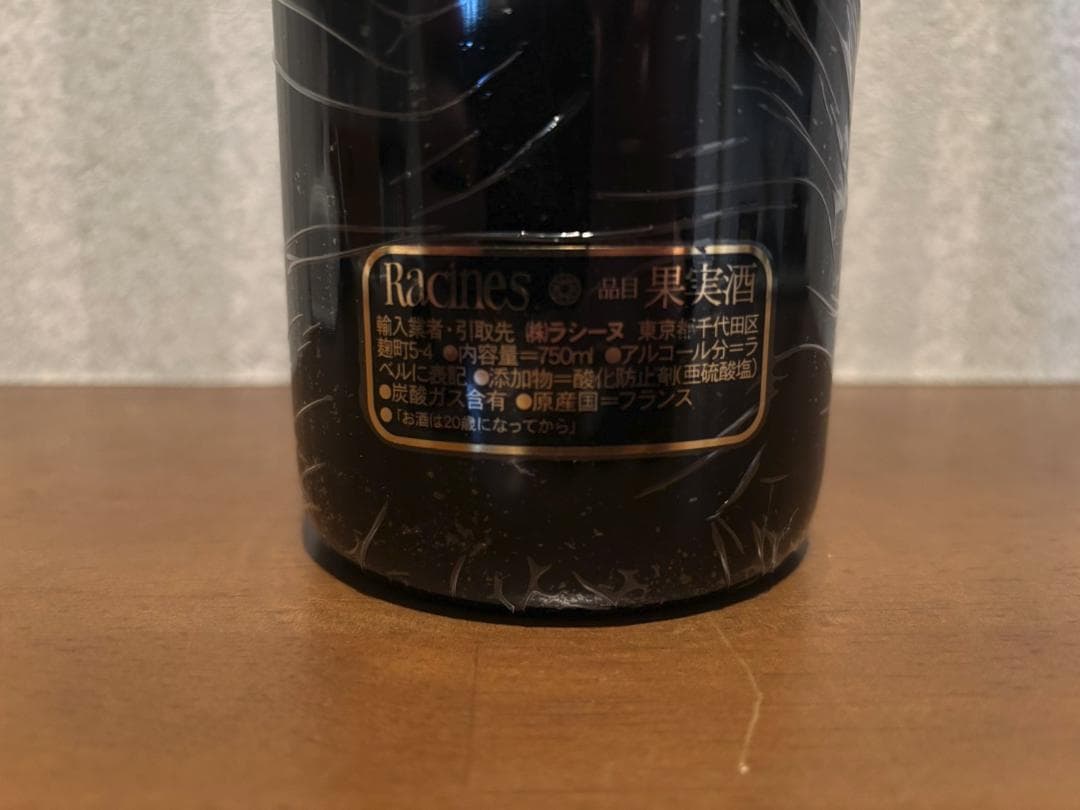 Racines 品目 果実酒
輸入業者・引取先 ㈱ラシーヌ 東京都千代田区
麹町5-4 ●内容量=750㎖ ●アルコール分=ラ
ベルに表記 ●添加物=酸化防止剤(亜硫酸塩)
●炭酸ガス含有 ●原産国=フランス
●「お酒は20歳になってから」